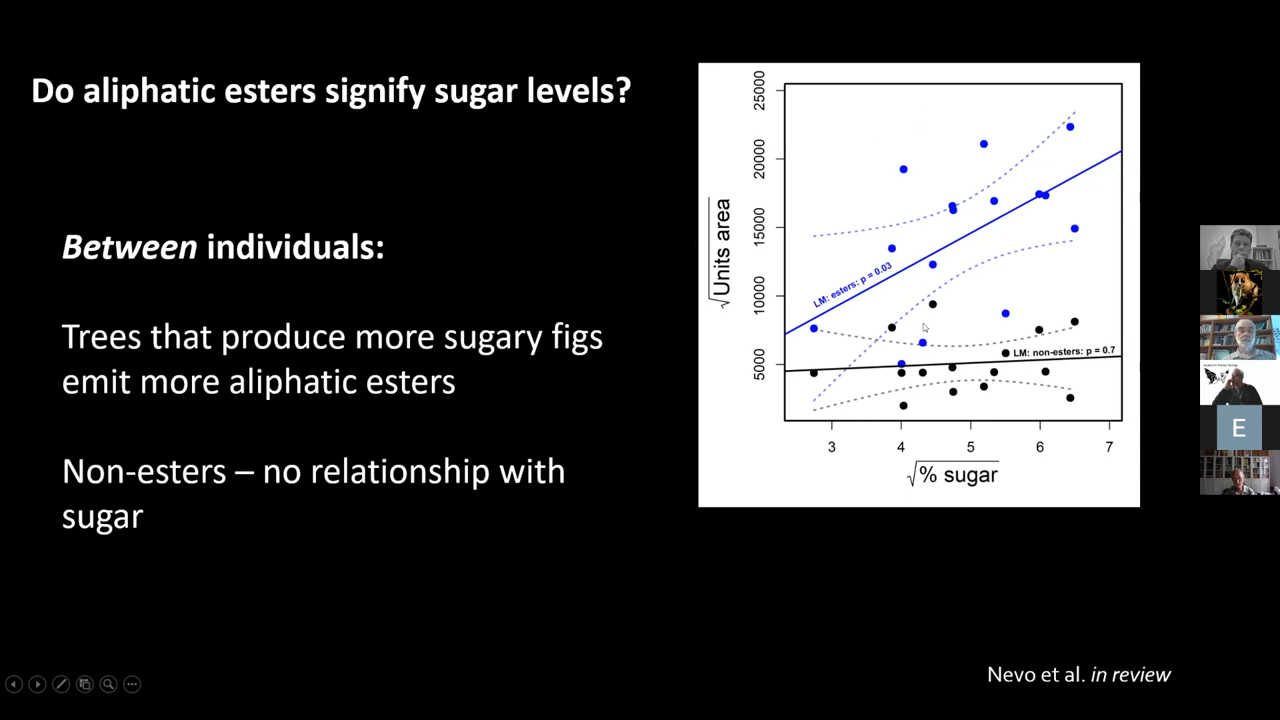 Do aliphatic esters signify sugar levels?
Between individuals:
Trees that produce more sugary figs
emit more aliphatic esters
Non-esters – no relationship with
sugar
25000
20000
15000
10000
5000
√Units area
LM: esters: p = 0.03
LM: non-esters: p = 0.7
3 4 5 6 7
√% sugar
E
Nevo et al. in review